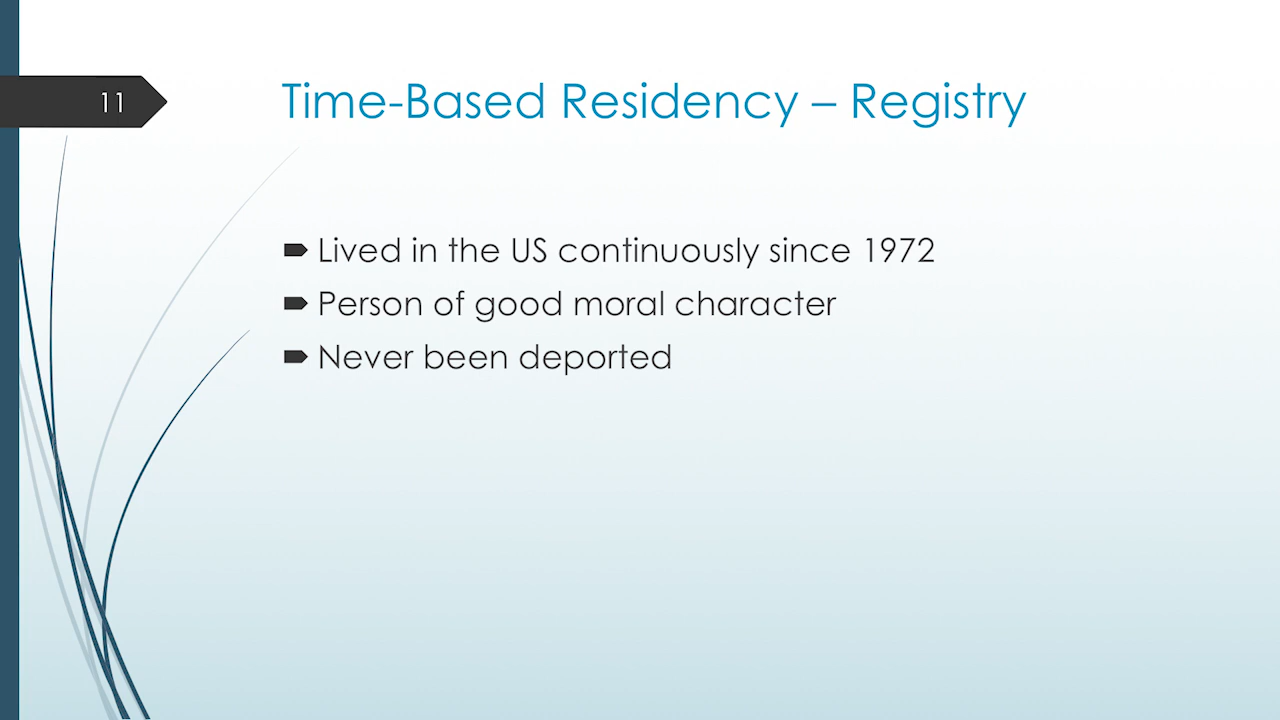 11
Time-Based Residency – Registry
Lived in the US continuously since 1972
Person of good moral character
Never been deported